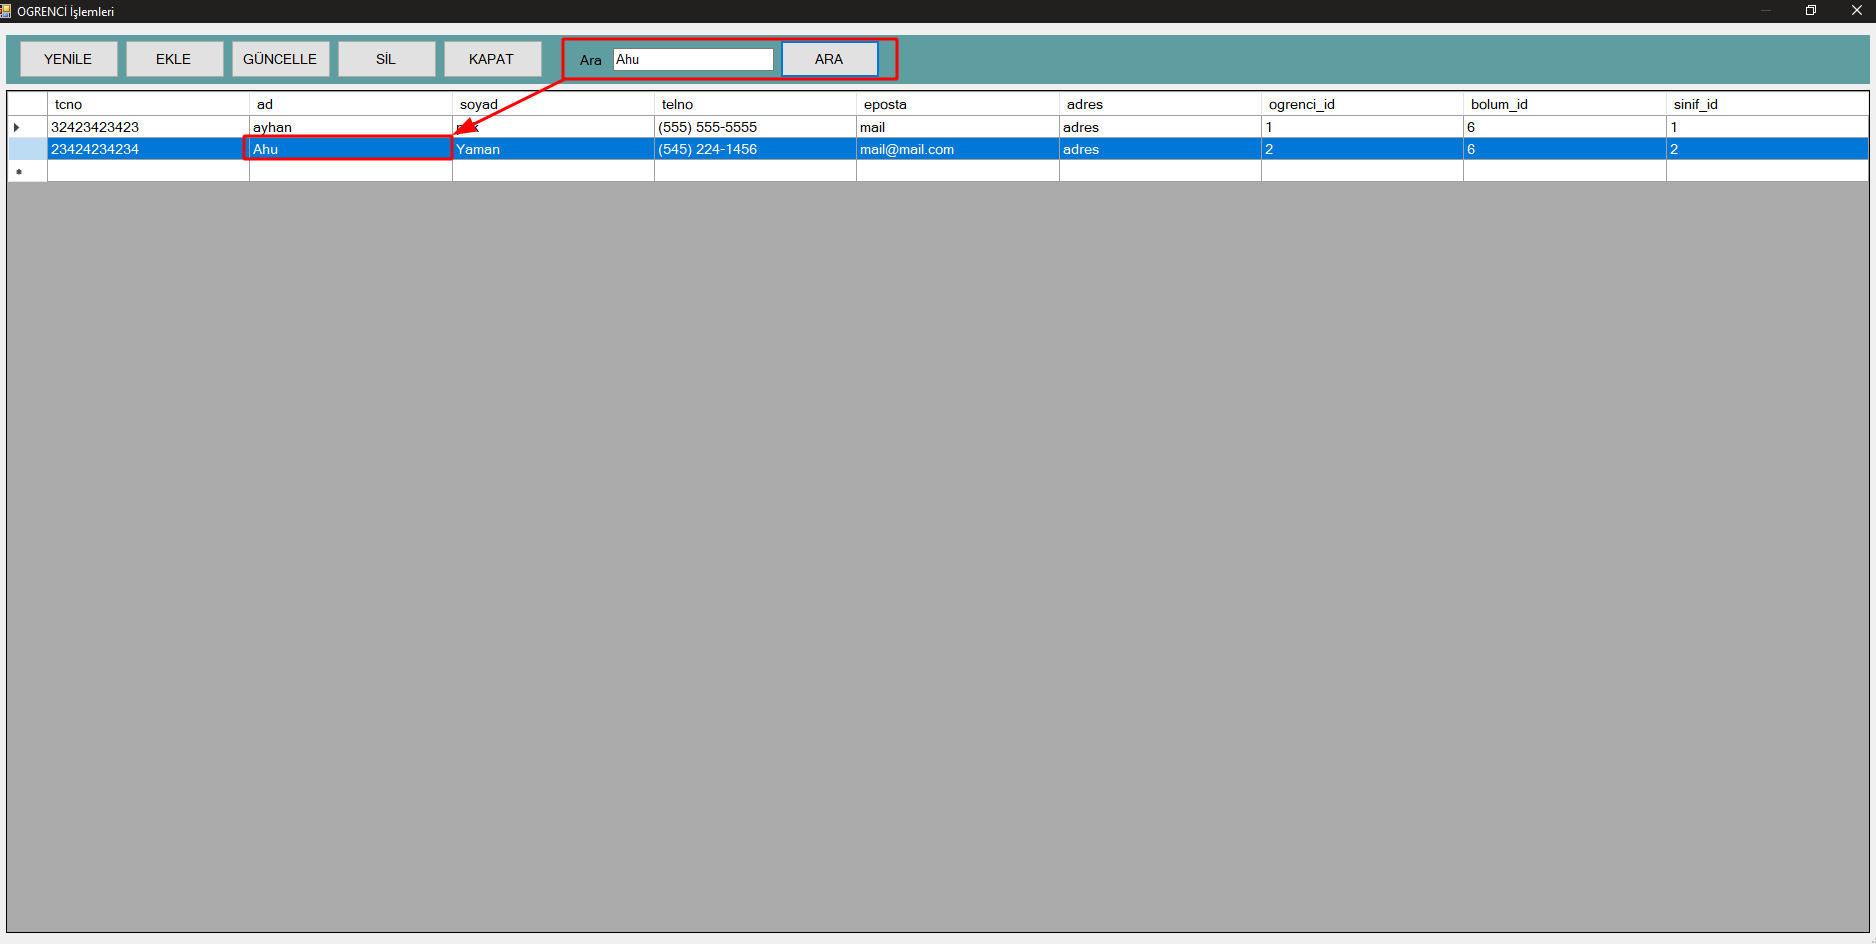 OGRENCİ İşlemleri
YENİLE EKLE GÜNCELLE SİL KAPAT Ara Ahu ARA
tcno ad soyad telno eposta adres ogrenci_id bolum_id sinif_id
32423423423 ayhan (555) 555-5555 mail adres 1 6 1
23424234234 Ahu Yaman (545) 224-1456 mail@mail.com adres 2 6 2